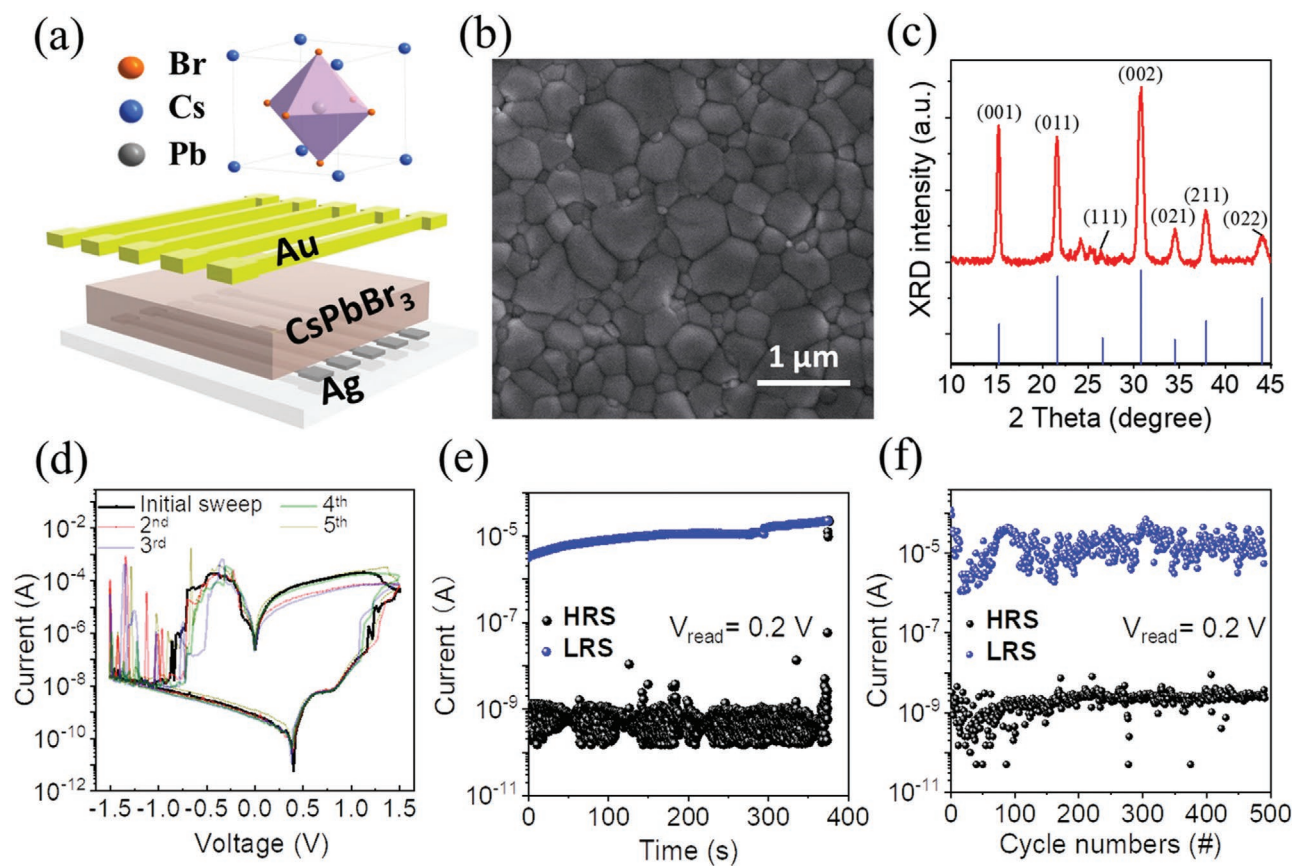 (a)
Br
Cs
Pb
Au
CsPbBr₃
Ag
(b)
1 μm
(c)
XRD intensity (a.u.)
(001)
(011)
(111)
(002)
(021)
(211)
(022)
10 15 20 25 30 35 40 45
2 Theta (degree)
(d)
Current (A)
10⁻²
10⁻⁴
10⁻⁶
10⁻⁸
10⁻¹⁰
10⁻¹²
Initial sweep
2ⁿᵈ
3ʳᵈ
4ᵗʰ
5ᵗʰ
-1.5 -1.0 -0.5 0.0 0.5 1.0 1.5
Voltage (V)
(e)
Current (A)
10⁻⁵
10⁻⁷
10⁻⁹
10⁻¹¹
HRS
LRS
V_read = 0.2 V
0 100 200 300 400
Time (s)
(f)
Current (A)
10⁻⁵
10⁻⁷
10⁻⁹
10⁻¹¹
HRS
LRS
V_read = 0.2 V
0 100 200 300 400 500
Cycle numbers (#)